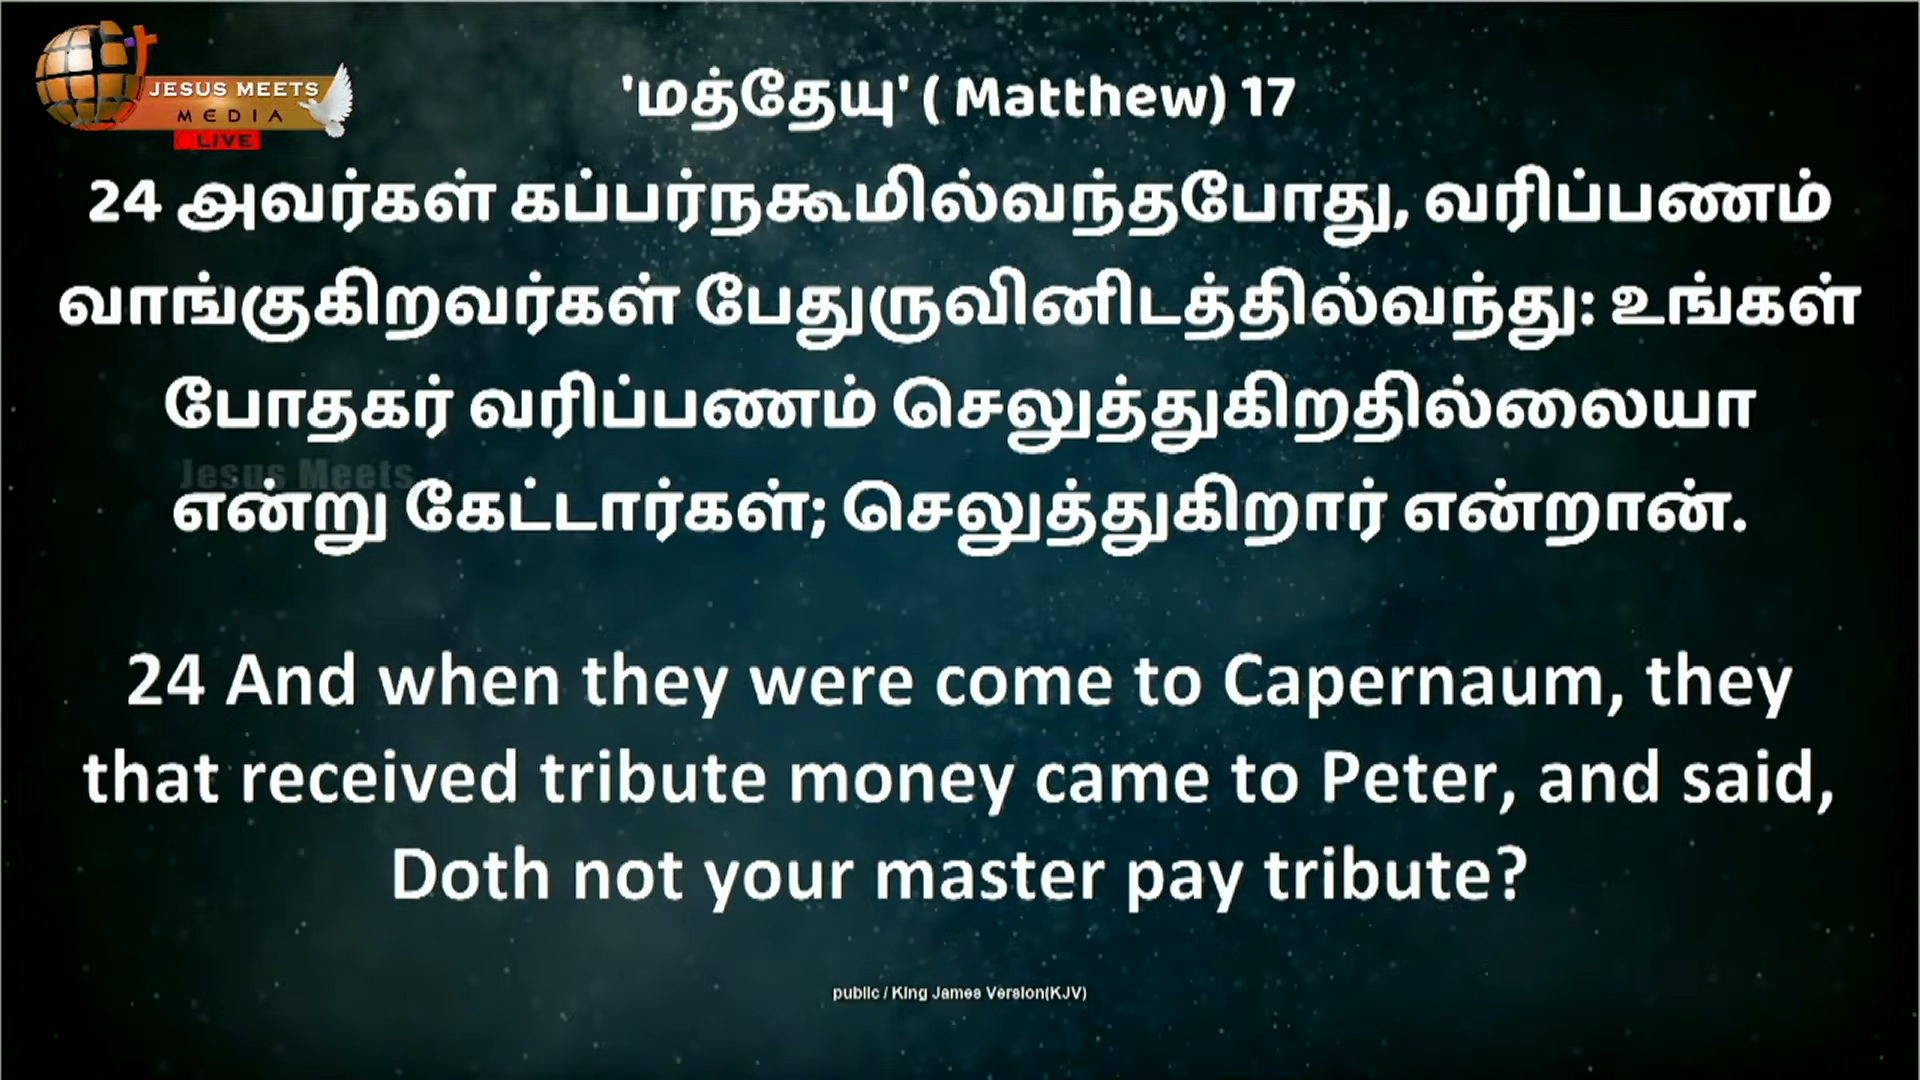 JESUS MEETS
MEDIA
LIVE
'மத்தேயு' ( Matthew) 17
24 அவர்கள் கப்பர்நகூமில்வந்தபோது, வரிப்பணம்
வாங்குகிறவர்கள் பேதுருவினிடத்தில்வந்து: உங்கள்
போதகர் வரிப்பணம் செலுத்துகிறதில்லையா
Jesus Meets
என்று கேட்டார்கள்; செலுத்துகிறார் என்றான்.
24 And when they were come to Capernaum, they
that received tribute money came to Peter, and said,
Doth not your master pay tribute?
public / King James Version(KJV)